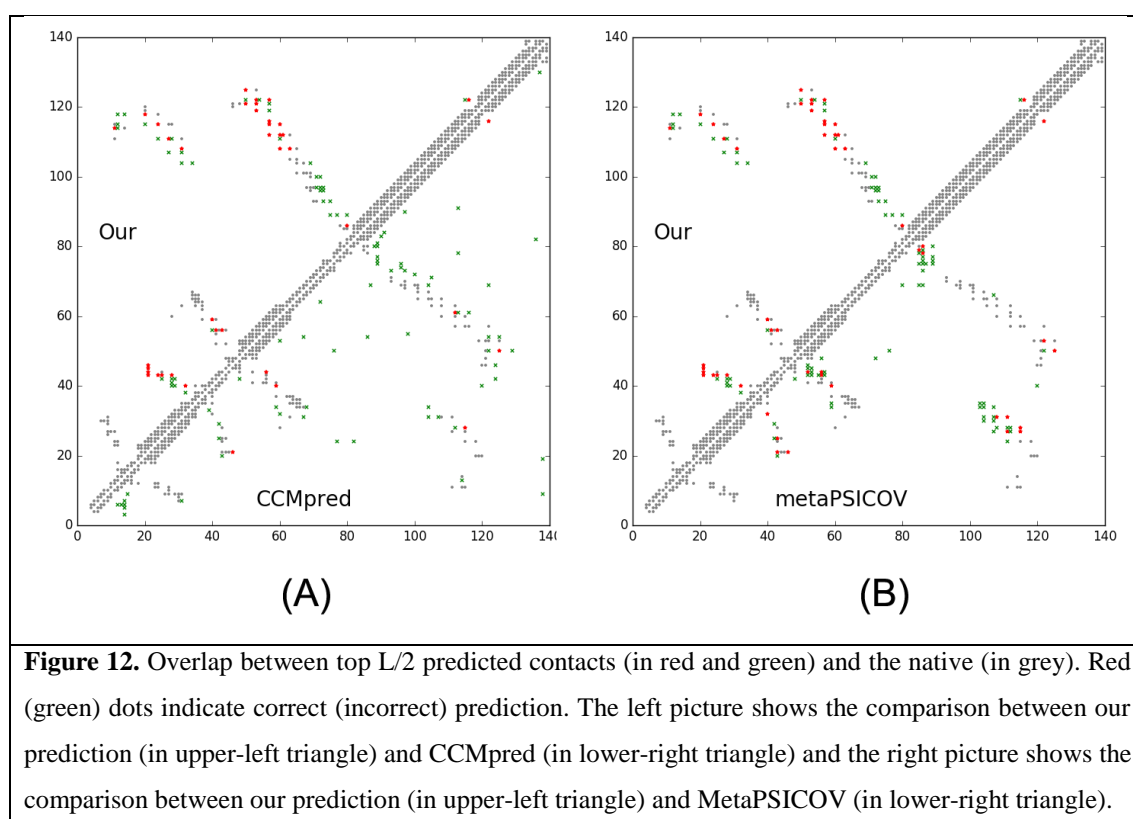 140
120
100
80
60
40
20
0
0 20 40 60 80 100 120 140
Our
CCMpred
(A)
140
120
100
80
60
40
20
0
0 20 40 60 80 100 120 140
Our
metaPSICOV
(B)
Figure 12. Overlap between top L/2 predicted contacts (in red and green) and the native (in grey). Red
(green) dots indicate correct (incorrect) prediction. The left picture shows the comparison between our
prediction (in upper-left triangle) and CCMpred (in lower-right triangle) and the right picture shows the
comparison between our prediction (in upper-left triangle) and MetaPSICOV (in lower-right triangle).